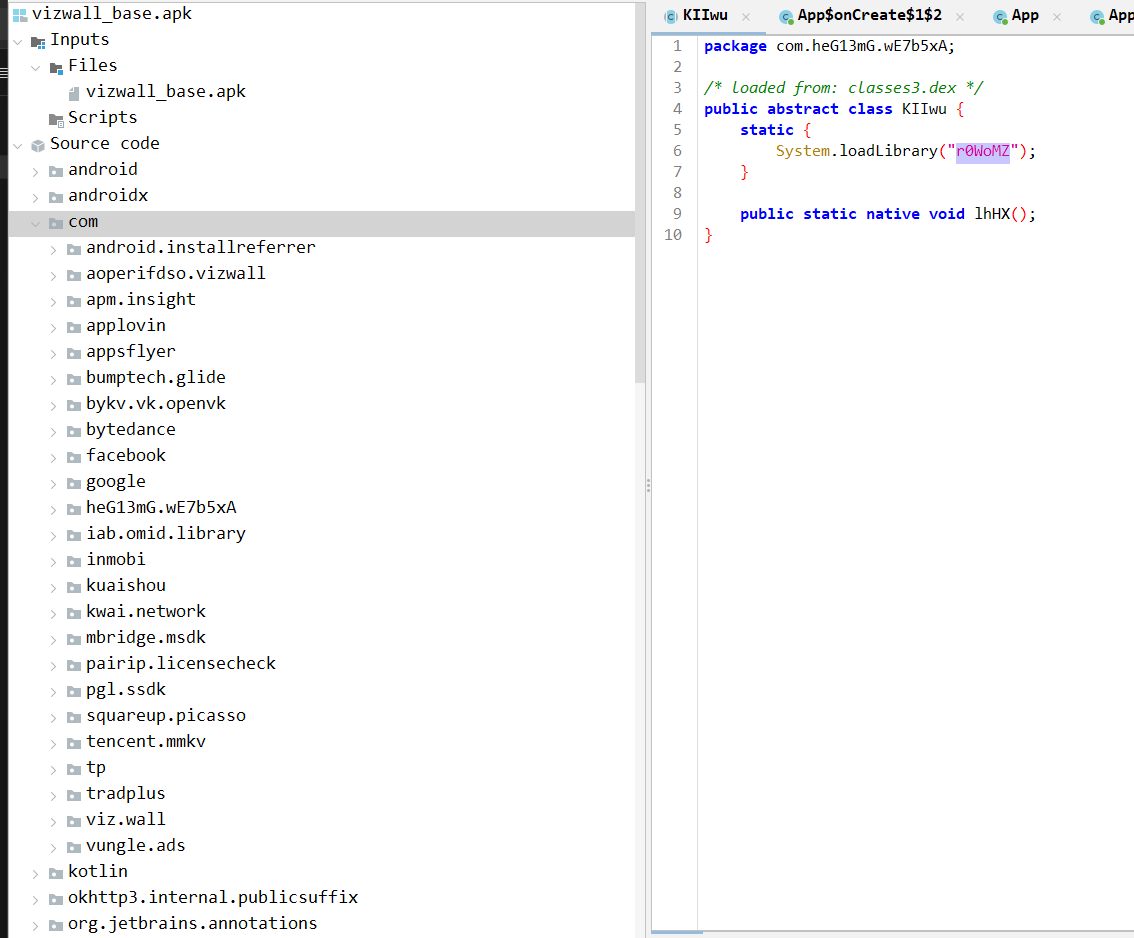 vizwall_base.apk
Inputs
Files
vizwall_base.apk
Scripts
Source code
android
androidx
com
android.installreferrer
aoperifdso.vizwall
apm.insight
applovin
appsflyer
bumptech.glide
bykv.vk.openvk
bytedance
facebook
google
heG13mG.wE7b5xA
iab.omid.library
inmobi
kuaishou
kwai.network
mbridge.msdk
pairip.licensecheck
pgl.ssdk
squareup.picasso
tencent.mmkv
tp
tradplus
viz.wall
vungle.ads
kotlin
okhttp3.internal.publicsuffix
org.jetbrains.annotations
KIIwu App$onCreate$1$2 App App
1 package com.heG13mG.wE7b5xA;
2
3 /* loaded from: classes3.dex */
4 public abstract class KIIwu {
5 static {
6 System.loadLibrary("r0WoMZ");
7 }
8
9 public static native void lhHX();
10 }